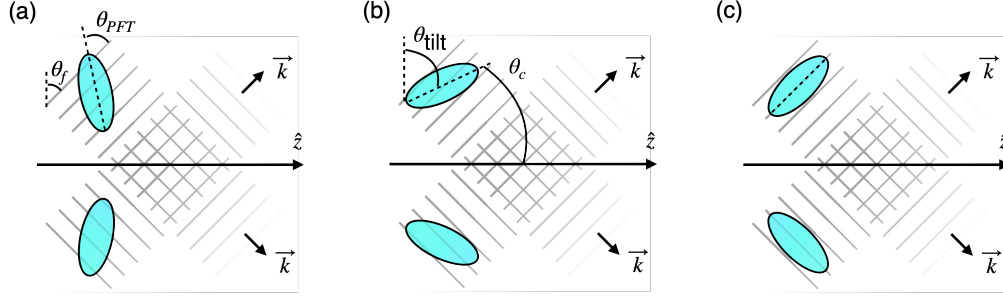 (a)
θ_PFT
θ_f
k⃗
ẑ
k⃗
(b)
θ_tilt
θ_c
k⃗
ẑ
k⃗
(c)
k⃗
ẑ
k⃗